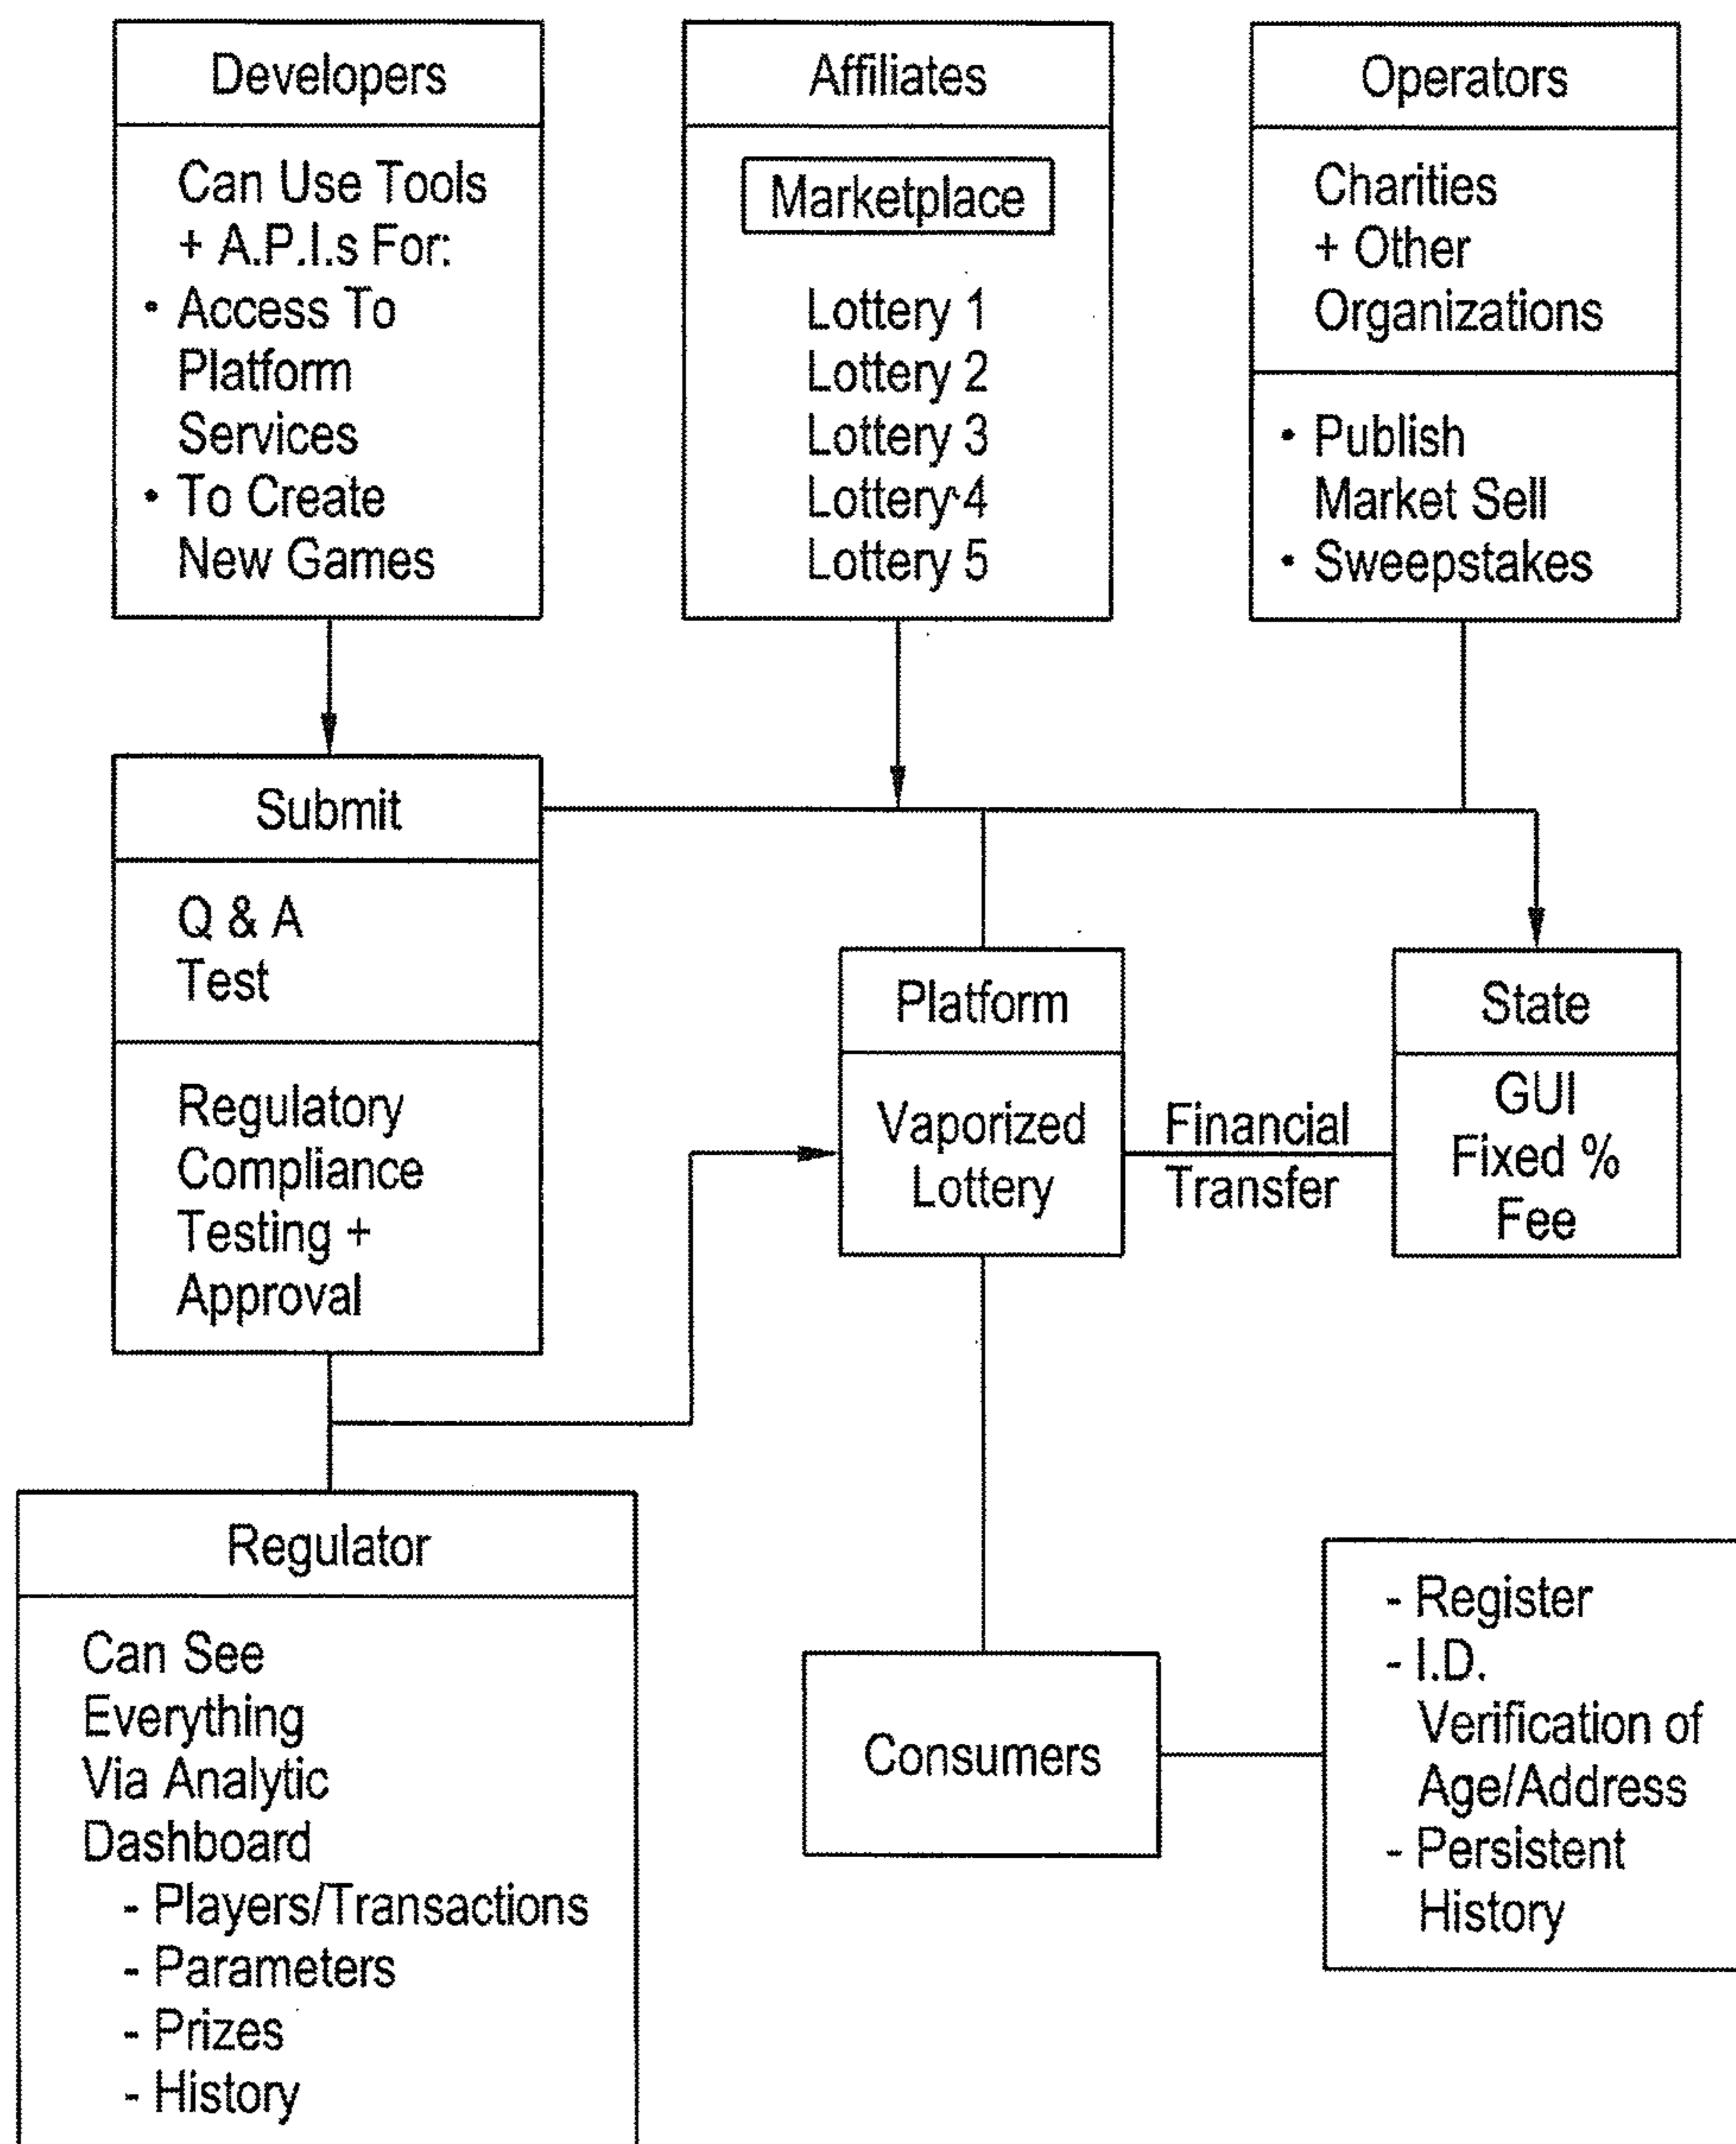 Developers
Can Use Tools
+ A.P.I.s For:
• Access To
Platform
Services
• To Create
New Games
Affiliates
Marketplace
Lottery 1
Lottery 2
Lottery 3
Lottery 4
Lottery 5
Operators
Charities
+ Other
Organizations
• Publish
Market Sell
• Sweepstakes
Submit
Q & A
Test
Regulatory
Compliance
Testing +
Approval
Platform
Vaporized
Lottery
Financial
Transfer
State
GUI
Fixed %
Fee
Regulator
Can See
Everything
Via Analytic
Dashboard
- Players/Transactions
- Parameters
- Prizes
- History
Consumers
- Register
- I.D.
Verification of
Age/Address
- Persistent
History